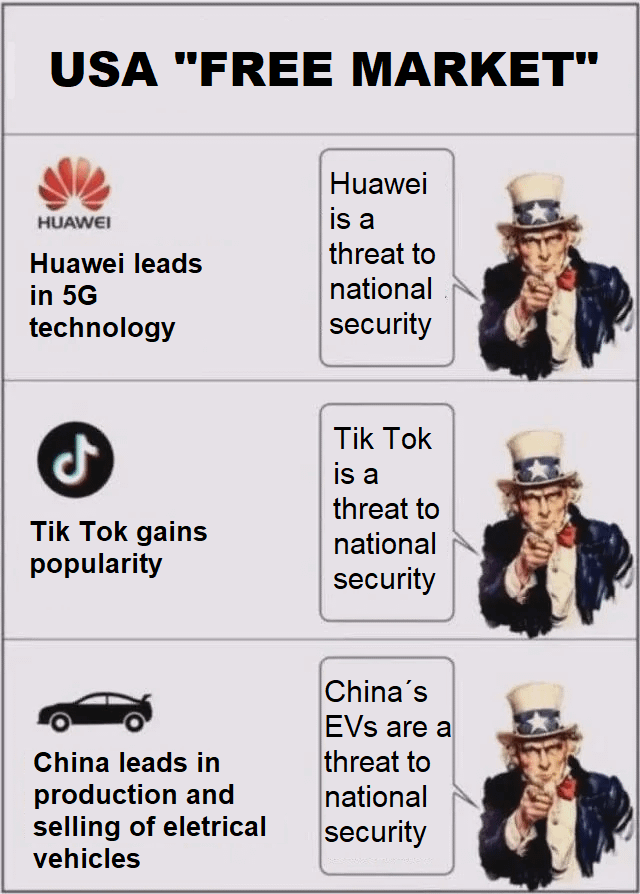 USA "FREE MARKET"
HUAWEI
Huawei leads
in 5G
technology
Huawei
is a
threat to
national
security
Tik Tok gains
popularity
Tik Tok
is a
threat to
national
security
China leads in
production and
selling of eletrical
vehicles
China´s
EVs are a
threat to
national
security